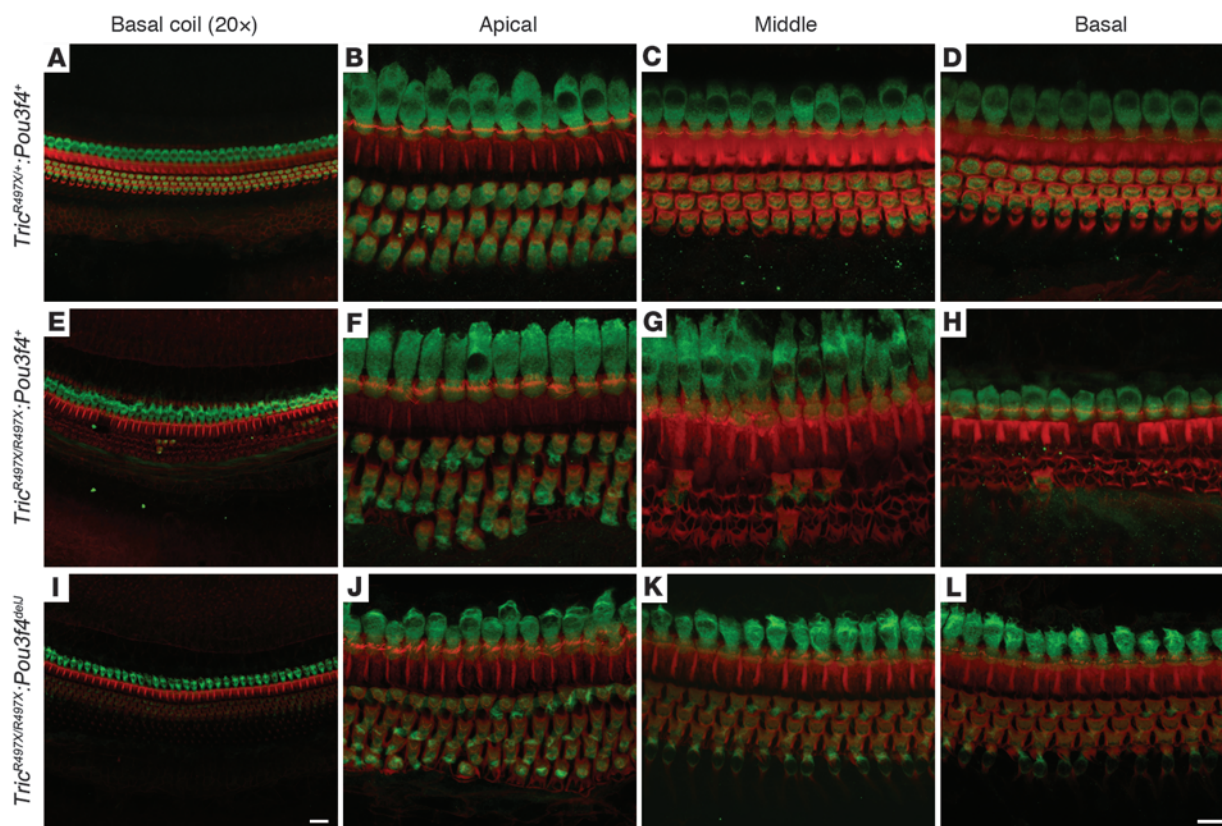 Basal coil (20×) Apical Middle Basal
A B C D
Tric^R497X/+:Pou3f4^+
E F G H
Tric^R497X/R497X:Pou3f4^+
I J K L
Tric^R497X/R497X:Pou3f4^delJ